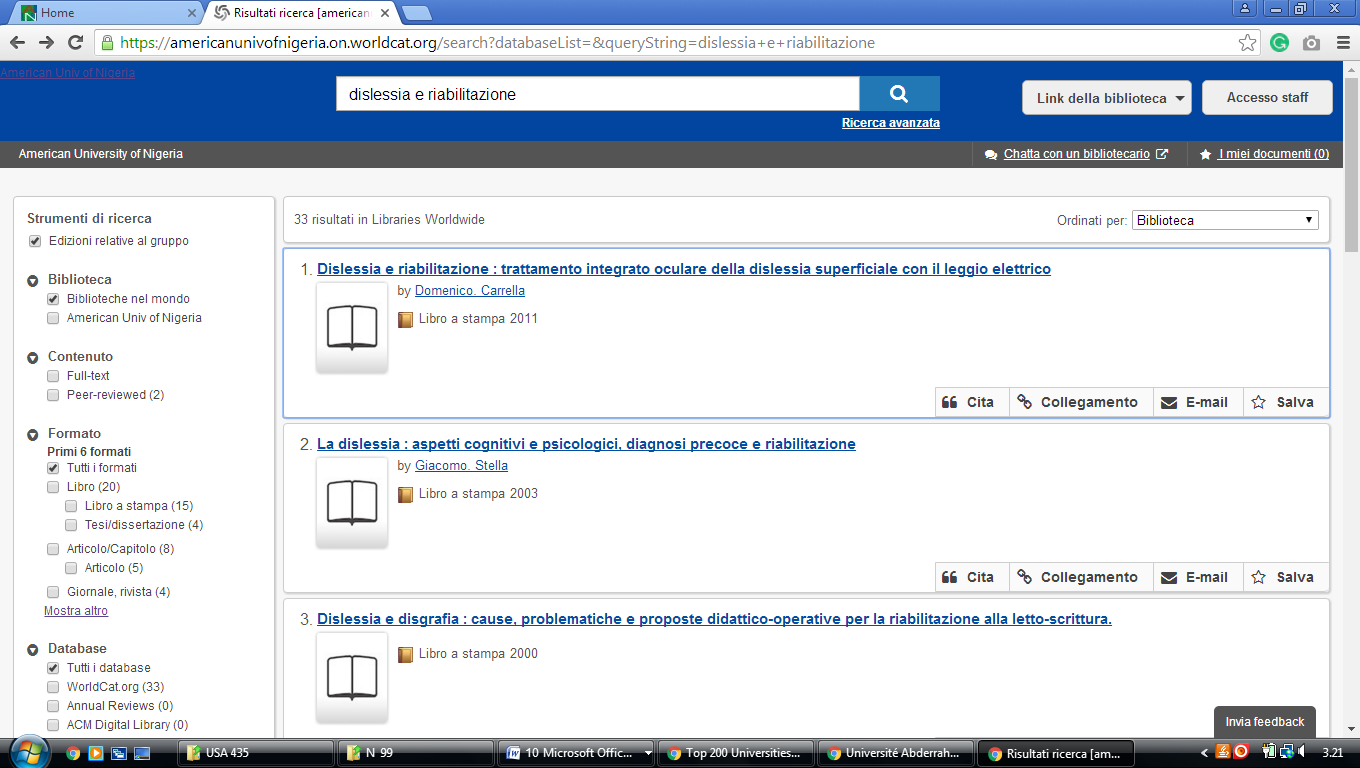 Home
Risultati ricerca [american
https://americanunivofnigeria.on.worldcat.org/search?databaseList=&queryString=dislessia+e+riabilitazione
American Univ of Nigeria
dislessia e riabilitazione
Link della biblioteca
Accesso staff
Ricerca avanzata
American University of Nigeria
Chatta con un bibliotecario
I miei documenti (0)
Strumenti di ricerca
Edizioni relative al gruppo
Biblioteca
Biblioteche nel mondo
American Univ of Nigeria
Contenuto
Full-text
Peer-reviewed (2)
Formato
Primi 6 formati
Tutti i formati
Libro (20)
Libro a stampa (15)
Tesi/dissertazione (4)
Articolo/Capitolo (8)
Articolo (5)
Giornale, rivista (4)
Mostra altro
Database
Tutti i database
WorldCat.org (33)
Annual Reviews (0)
ACM Digital Library (0)
33 risultati in Libraries Worldwide
Ordinati per: Biblioteca
1. Dislessia e riabilitazione : trattamento integrato oculare della dislessia superficiale con il leggio elettrico
by Domenico. Carrella
Libro a stampa 2011
Cita Collegamento E-mail Salva
2. La dislessia : aspetti cognitivi e psicologici, diagnosi precoce e riabilitazione
by Giacomo. Stella
Libro a stampa 2003
Cita Collegamento E-mail Salva
3. Dislessia e disgrafia : cause, problematiche e proposte didattico-operative per la riabilitazione alla letto-scrittura.
Libro a stampa 2000
Invia feedback
USA 435
N 99
10 Microsoft Offic...
Top 200 Universities...
Université Abderrah...
Risultati ricerca [am...
3.21